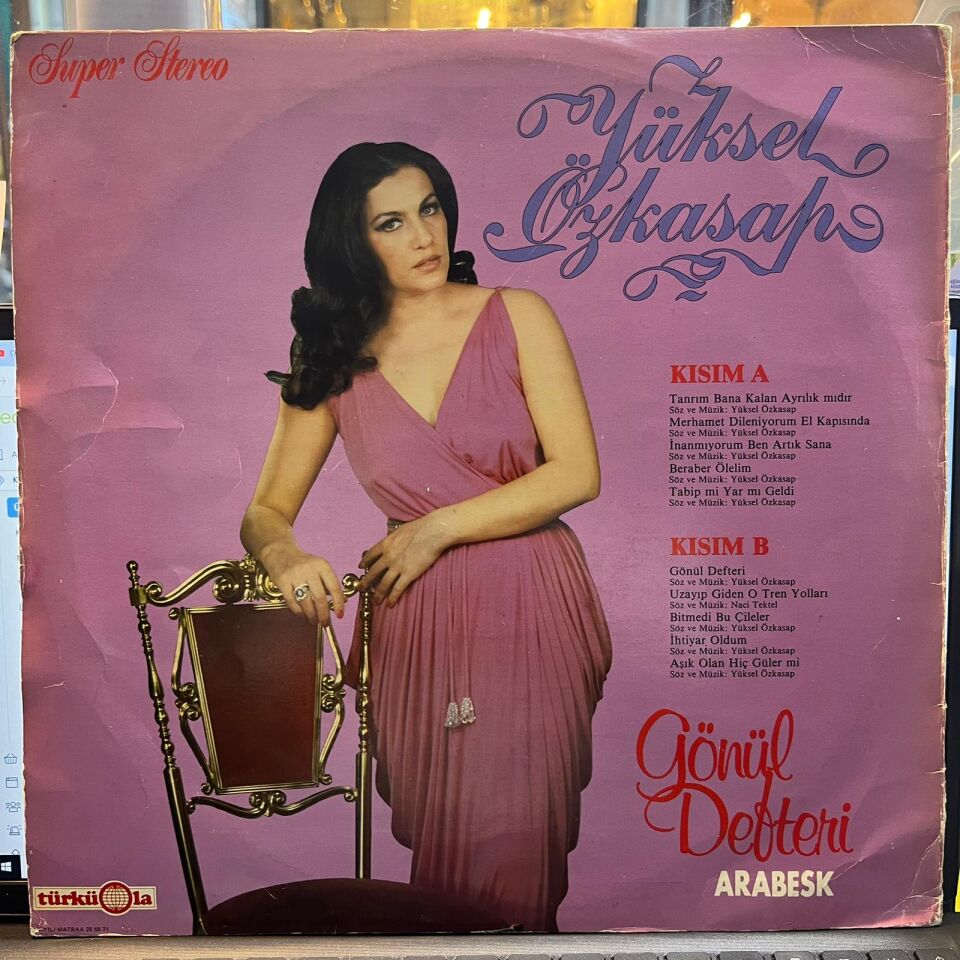 Super Stereo
Yüksel
Özkasap
KISIM A
Tanrım Bana Kalan Ayrılık mıdır
Söz ve Müzik: Yüksel Özkasap
Merhamet Dileniyorum El Kapısında
Söz ve Müzik: Yüksel Özkasap
İnanmıyorum Ben Artık Sana
Söz ve Müzik: Yüksel Özkasap
Beraber Ölelim
Söz ve Müzik: Yüksel Özkasap
Tabip mi Yar mı Geldi
Söz ve Müzik: Yüksel Özkasap
KISIM B
Gönül Defteri
Söz ve Müzik: Yüksel Özkasap
Uzayıp Giden O Tren Yolları
Söz ve Müzik: Naci Tektel
Bitmedi Bu Çileler
Söz ve Müzik: Yüksel Özkasap
İhtiyar Oldum
Söz ve Müzik: Yüksel Özkasap
Aşık Olan Hiç Güler mi
Söz ve Müzik: Yüksel Özkasap
Gönül
Defteri
ARABESK
türküola
MATBAA 28 68 31